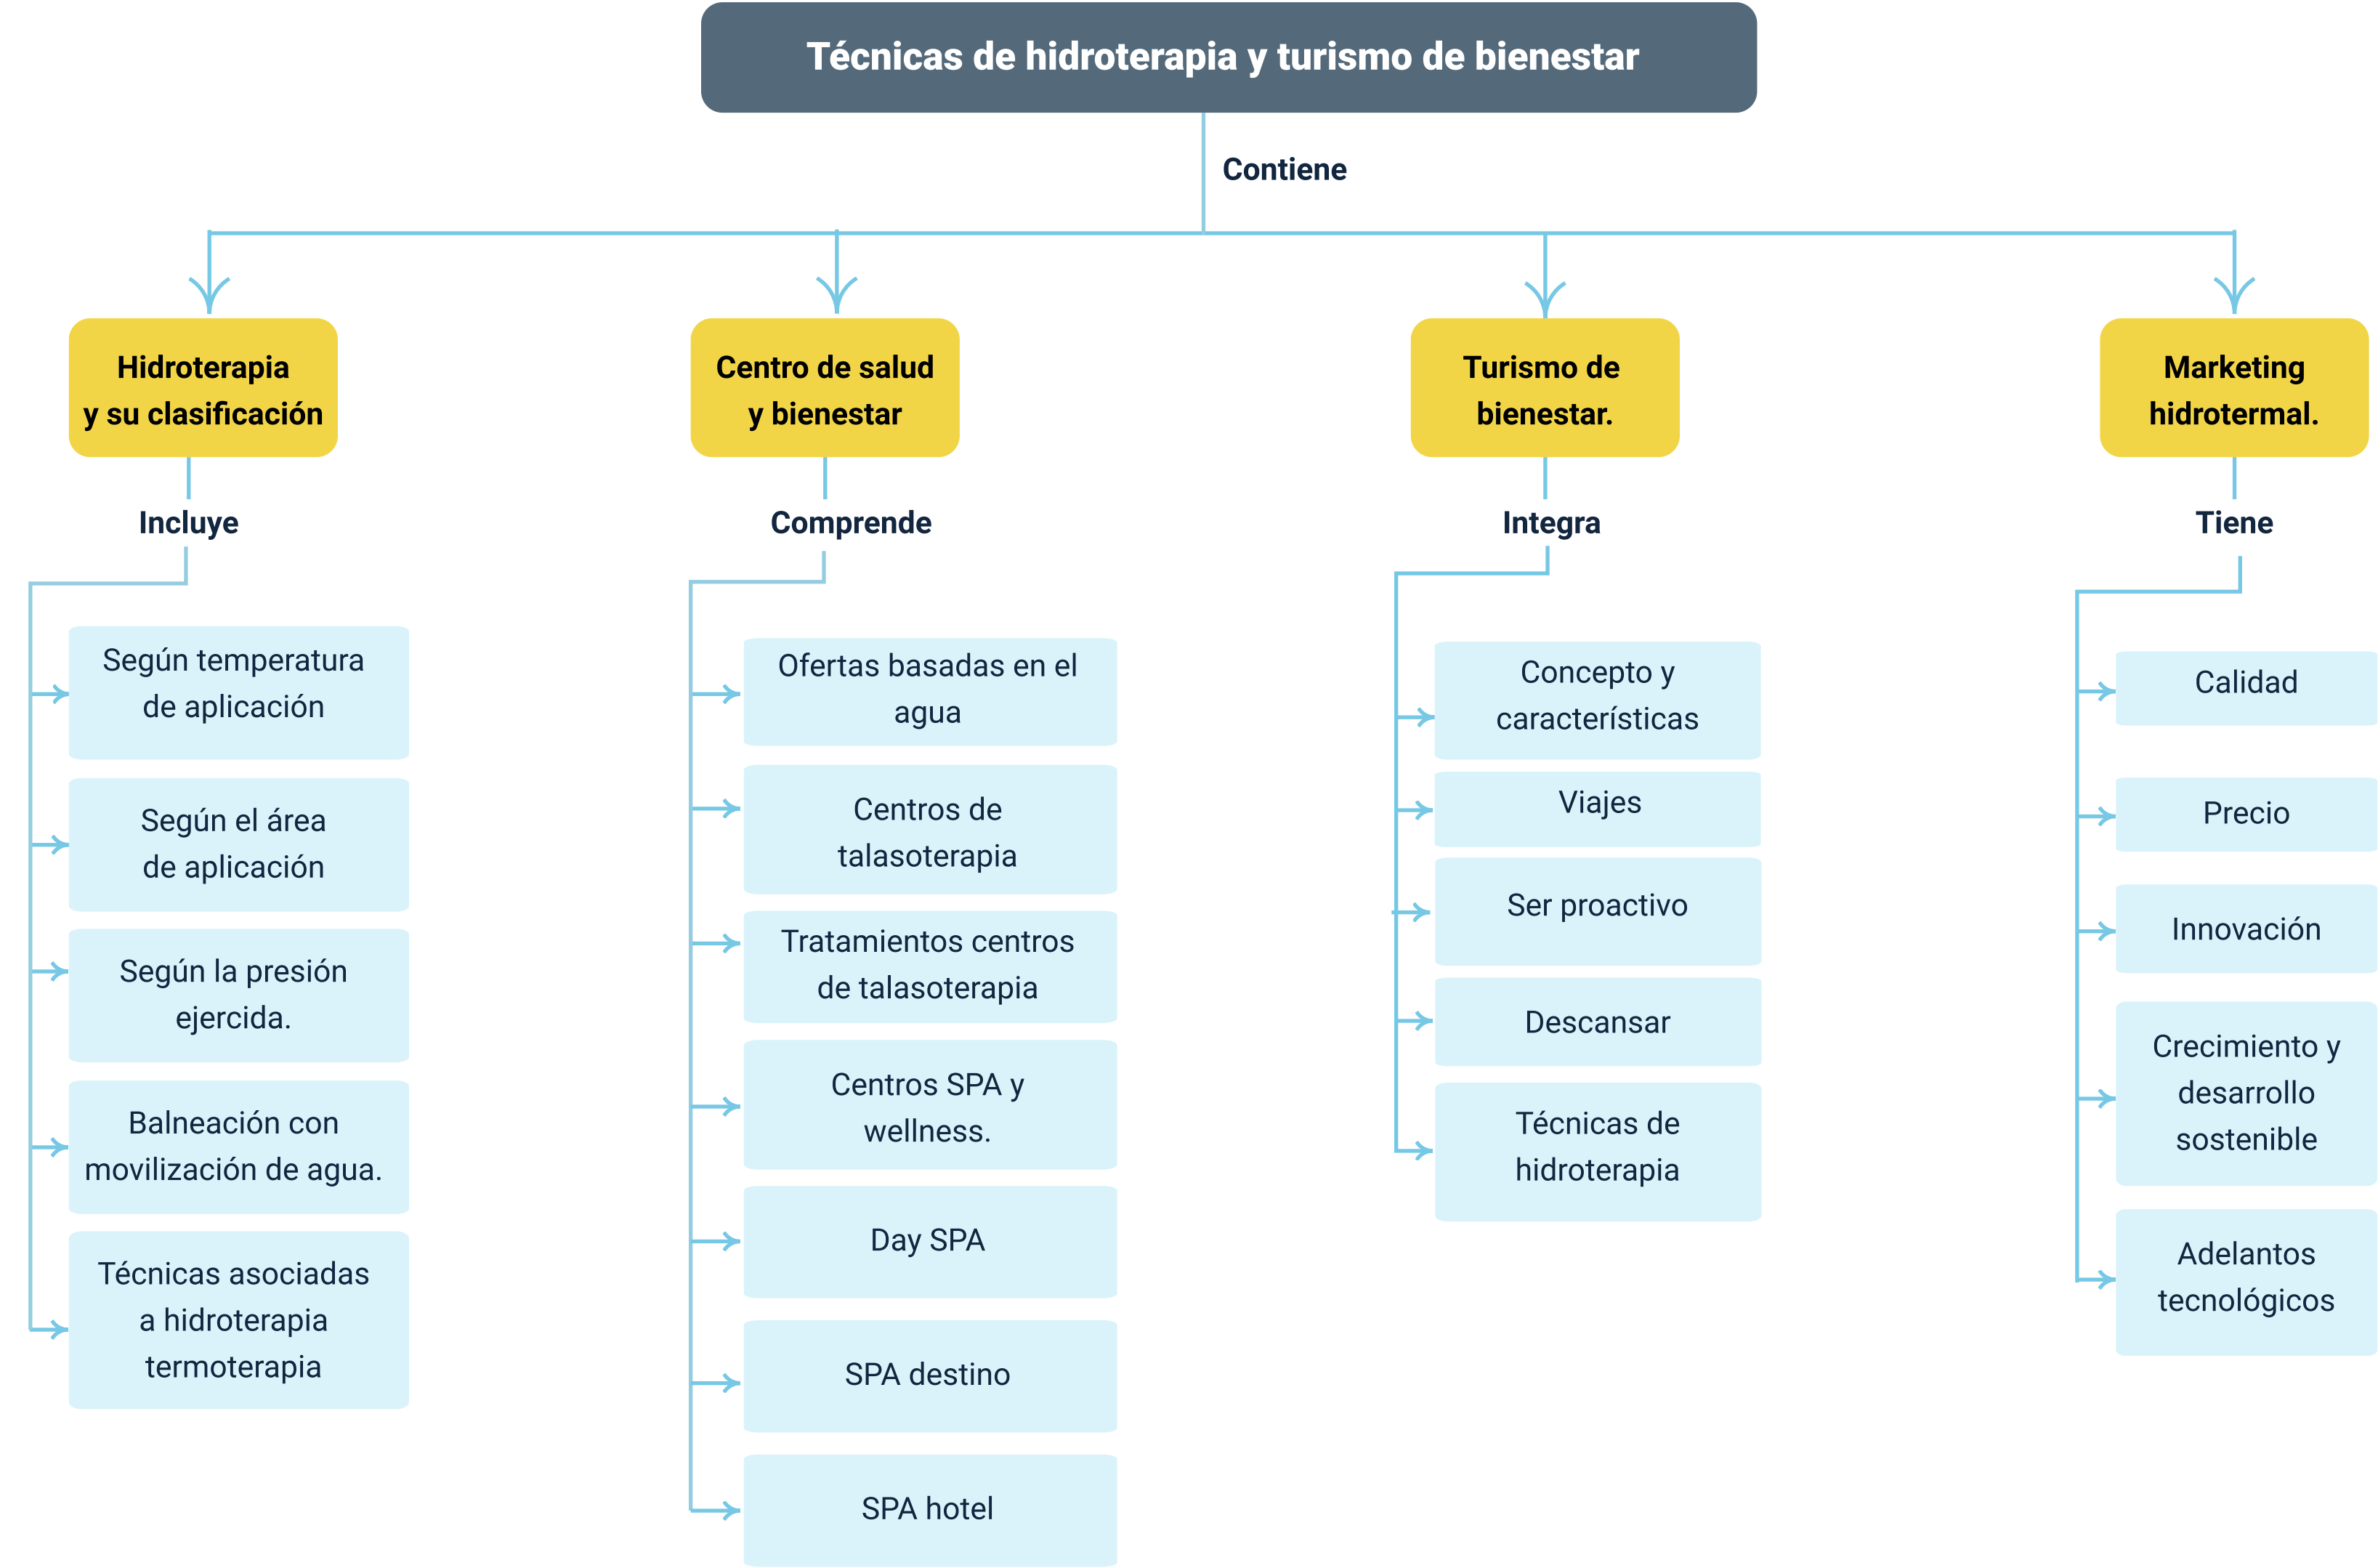 Técnicas de hidroterapia y turismo de bienestar
Contiene
Hidroterapia
y su clasificación
Incluye
Según temperatura
de aplicación
Según el área
de aplicación
Según la presión
ejercida.
Balneación con
movilización de agua.
Técnicas asociadas
a hidroterapia
termoterapia
Centro de salud
y bienestar
Comprende
Ofertas basadas en el
agua
Centros de
talasoterapia
Tratamientos centros
de talasoterapia
Centros SPA y
wellness.
Day SPA
SPA destino
SPA hotel
Turismo de
bienestar.
Integra
Concepto y
características
Viajes
Ser proactivo
Descansar
Técnicas de
hidroterapia
Marketing
hidrotermal.
Tiene
Calidad
Precio
Innovación
Crecimiento y
desarrollo
sostenible
Adelantos
tecnológicos